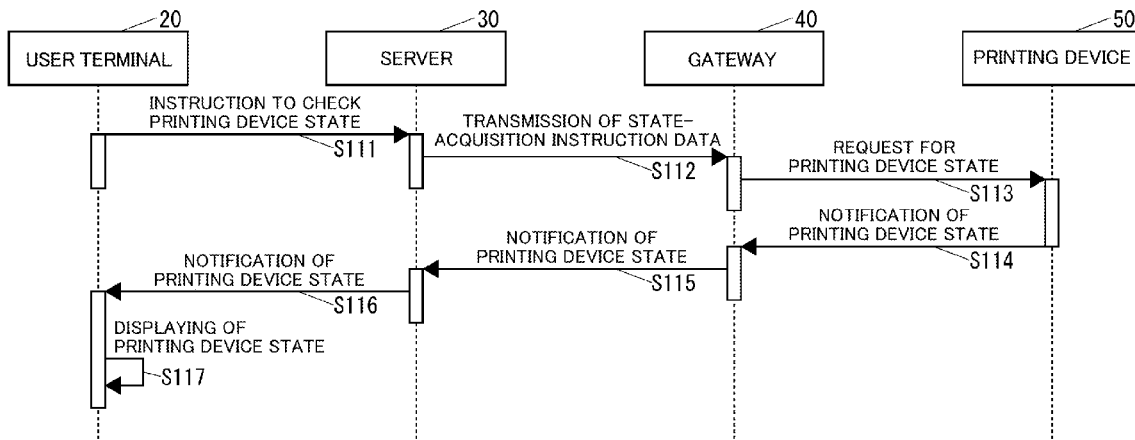 20
30
40
50
USER TERMINAL
SERVER
GATEWAY
PRINTING DEVICE
INSTRUCTION TO CHECK
PRINTING DEVICE STATE
S111
TRANSMISSION OF STATE-
ACQUISITION INSTRUCTION DATA
S112
REQUEST FOR
PRINTING DEVICE STATE
S113
NOTIFICATION OF
PRINTING DEVICE STATE
S114
NOTIFICATION OF
PRINTING DEVICE STATE
S115
NOTIFICATION OF
PRINTING DEVICE STATE
S116
DISPLAYING OF
PRINTING DEVICE STATE
S117